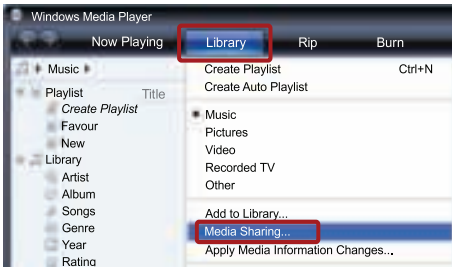 Windows Media Player
Now Playing Library Rip Burn
Music
Playlist Title
Create Playlist
Favour
New
Library
Artist
Album
Songs
Genre
Year
Rating
Create Playlist Ctrl+N
Create Auto Playlist
Music
Pictures
Video
Recorded TV
Other
Add to Library...
Media Sharing...
Apply Media Information Changes...